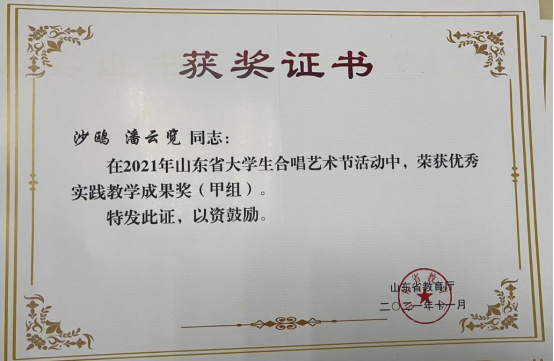 获奖证书
沙鸥 潘云览 同志：
在2021年山东省大学生合唱艺术节活动中，荣获优秀
实践教学成果奖（甲组）。
特发此证，以资鼓励。
山东省教育厅
二〇二一年十一月